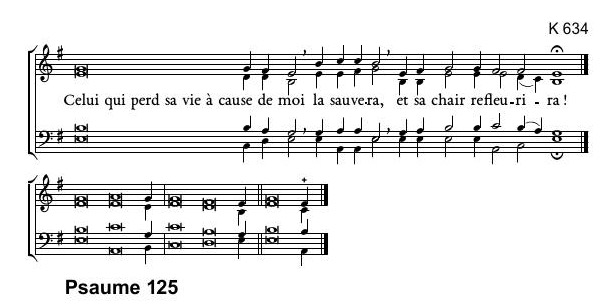 K 634
Celui qui perd sa vie à cause de moi la sauve-ra, et sa chair refleu-ri - ra !
Psaume 125